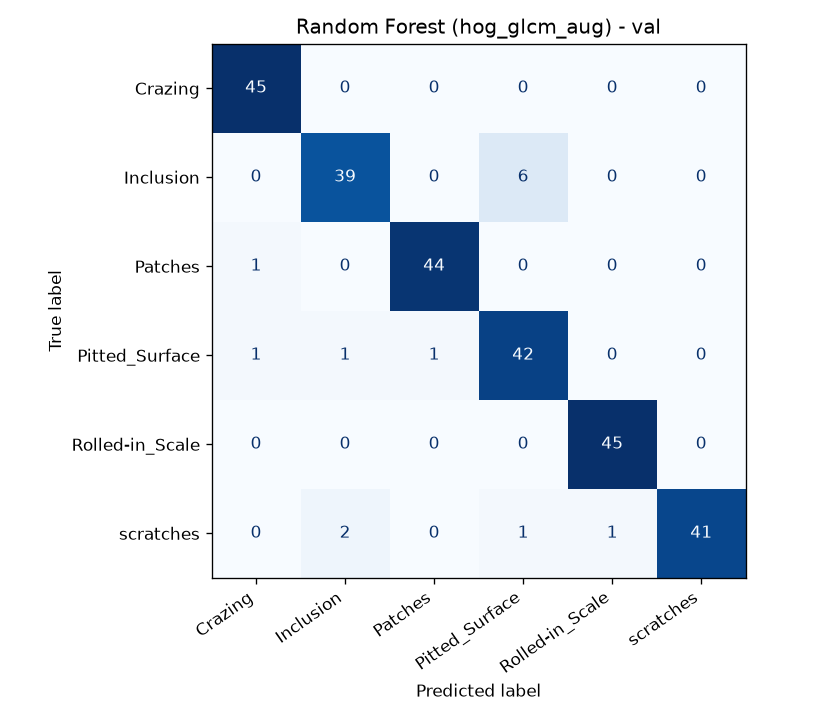 Random Forest (hog_glcm_aug) - val
Crazing 45 0 0 0 0 0
Inclusion 0 39 0 6 0 0
Patches 1 0 44 0 0 0
Pitted_Surface 1 1 1 42 0 0
Rolled-in_Scale 0 0 0 0 45 0
scratches 0 2 0 1 1 41
True label
Crazing
Inclusion
Patches
Pitted_Surface
Rolled-in_Scale
scratches
Predicted label